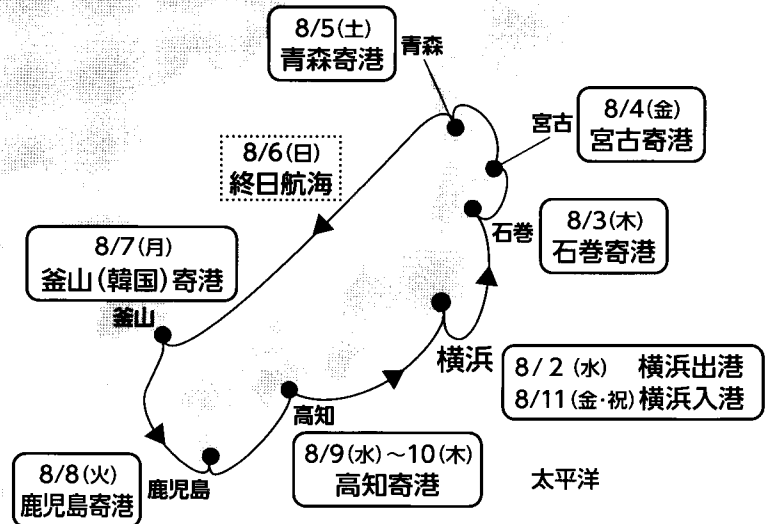 8/5(土)
青森寄港
青森
8/4(金)
宮古寄港
宮古
8/6(日)
終日航海
8/3(木)
石巻寄港
石巻
8/7(月)
釜山(韓国)寄港
釜山
横浜
8/2(水) 横浜出港
8/11(金・祝)横浜入港
高知
8/9(水)～10(木)
高知寄港
8/8(火)
鹿児島寄港
鹿児島
太平洋